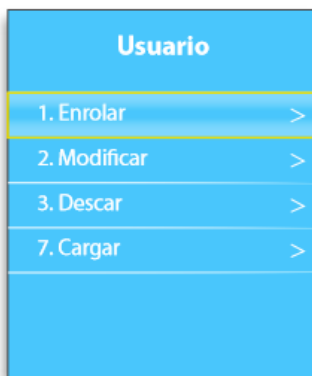 Usuario
1. Enrolar >
2. Modificar >
3. Descar >
7. Cargar >